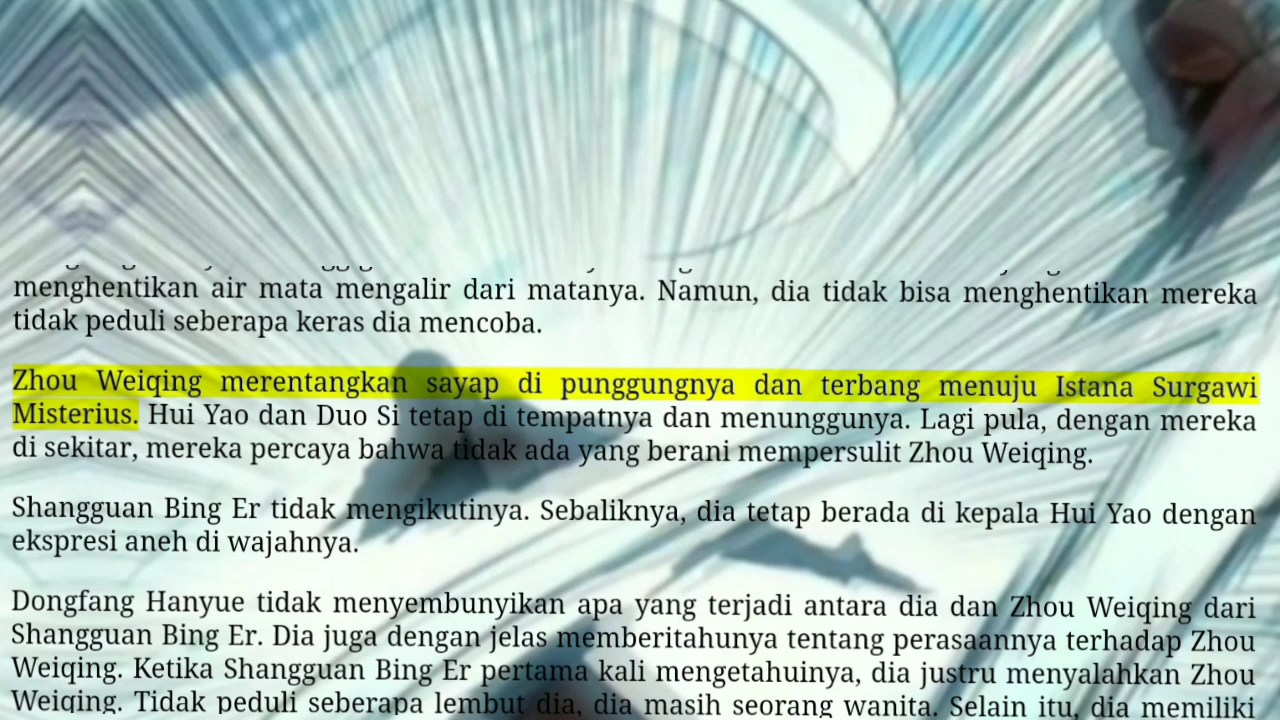 menghentikan air mata mengalir dari matanya. Namun, dia tidak bisa menghentikan mereka
tidak peduli seberapa keras dia mencoba.
Zhou Weiqing merentangkan sayap di punggungnya dan terbang menuju Istana Surgawi
Misterius. Hui Yao dan Duo Si tetap di tempatnya dan menunggunya. Lagi pula, dengan mereka
di sekitar, mereka percaya bahwa tidak ada yang berani mempersulit Zhou Weiqing.
Shangguan Bing Er tidak mengikutinya. Sebaliknya, dia tetap berada di kepala Hui Yao dengan
ekspresi aneh di wajahnya.
Dongfang Hanyue tidak menyembunyikan apa yang terjadi antara dia dan Zhou Weiqing dari
Shangguan Bing Er. Dia juga dengan jelas memberitahunya tentang perasaannya terhadap Zhou
Weiqing. Ketika Shangguan Bing Er pertama kali mengetahuinya, dia justru menyalahkan Zhou
Weiqing. Tidak peduli seberapa lembut dia, dia masih seorang wanita. Selain itu, dia memiliki